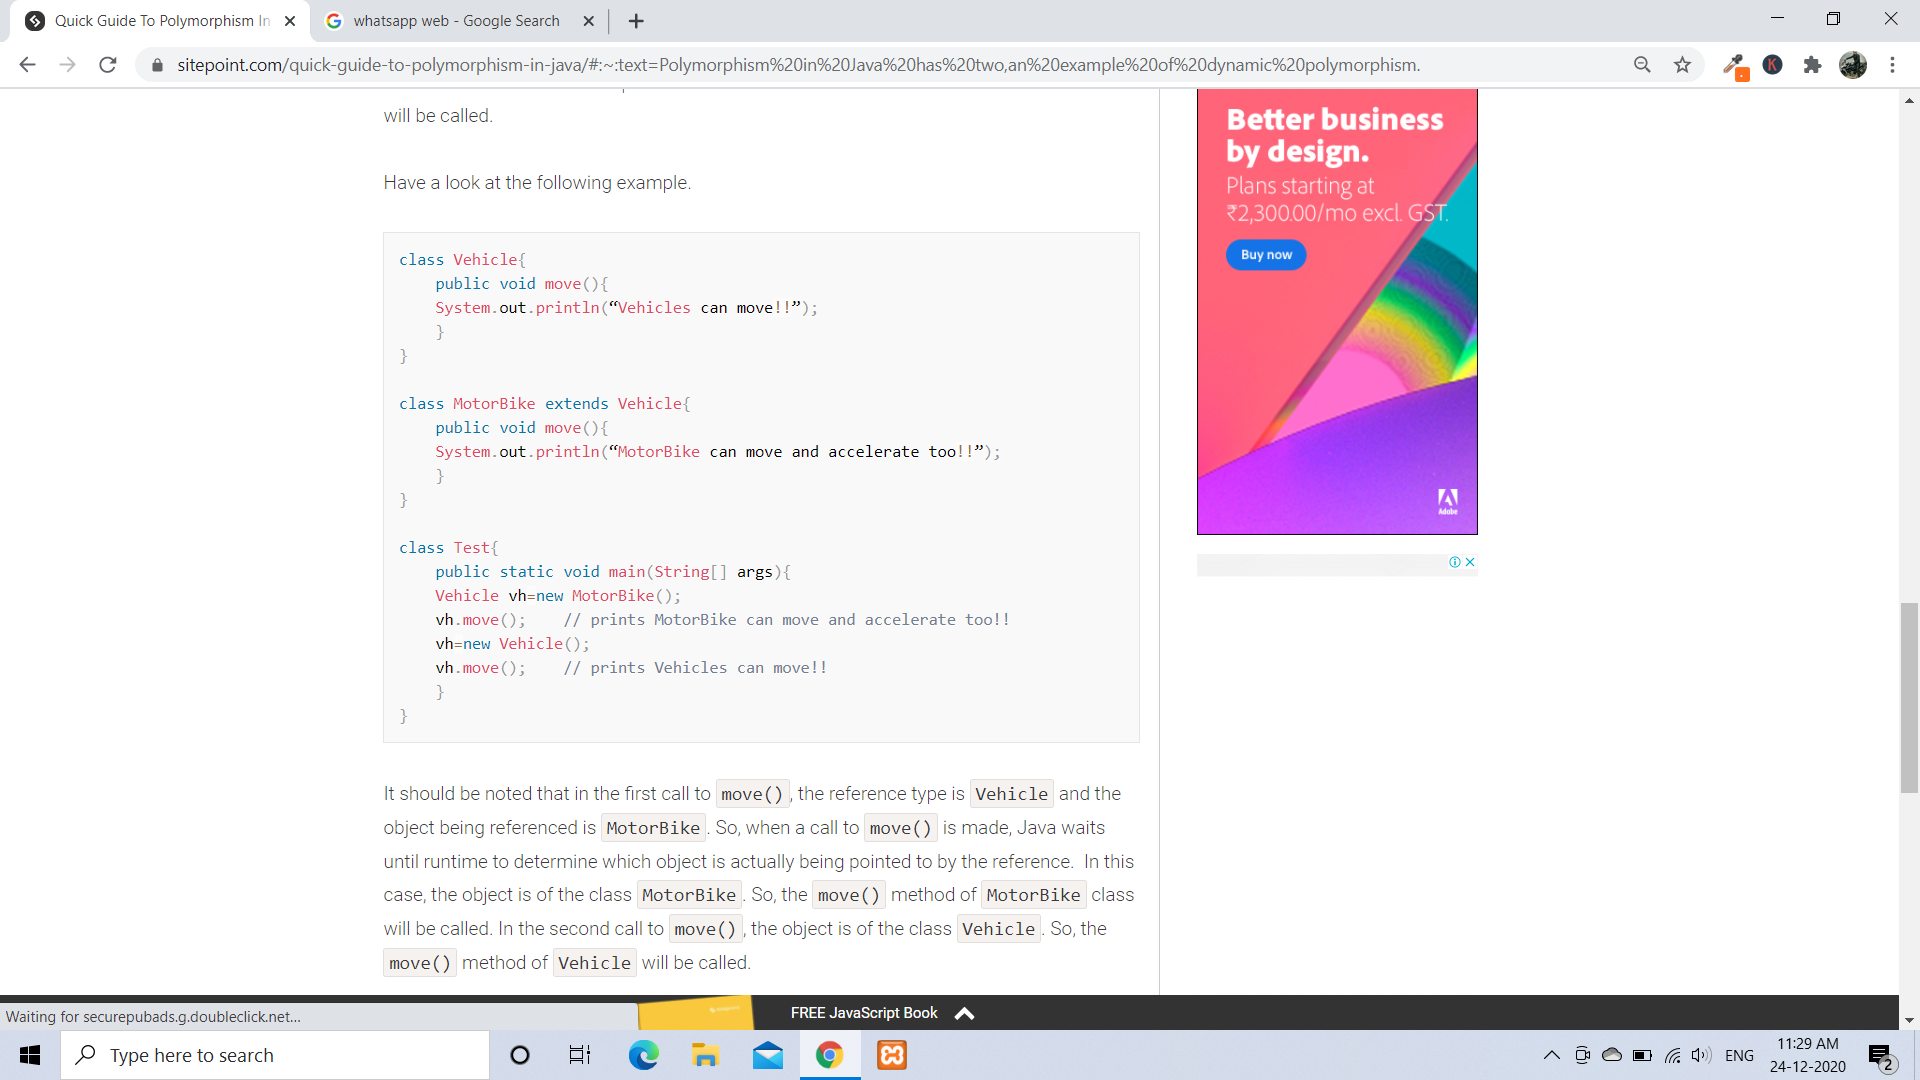 Quick Guide To Polymorphism In
whatsapp web - Google Search
sitepoint.com/quick-guide-to-polymorphism-in-java/#:~:text=Polymorphism%20in%20Java%20has%20two,an%20example%20of%20dynamic%20polymorphism.
K
will be called.
Have a look at the following example.
class Vehicle{
    public void move(){
    System.out.println(“Vehicles can move!!”);
    }
}
class MotorBike extends Vehicle{
    public void move(){
    System.out.println(“MotorBike can move and accelerate too!!”);
    }
}
class Test{
    public static void main(String[] args){
    Vehicle vh=new MotorBike();
    vh.move();    // prints MotorBike can move and accelerate too!!
    vh=new Vehicle();
    vh.move();    // prints Vehicles can move!!
    }
}
It should be noted that in the first call to move(), the reference type is Vehicle and the
object being referenced is MotorBike. So, when a call to move() is made, Java waits
until runtime to determine which object is actually being pointed to by the reference.  In this
case, the object is of the class MotorBike. So, the move() method of MotorBike class
will be called. In the second call to move(), the object is of the class Vehicle. So, the
move() method of Vehicle will be called.
Better business
by design.
Plans starting at
₹2,300.00/mo excl. GST.
Buy now
Adobe
FREE JavaScript Book
Waiting for securepubads.g.doubleclick.net...
Type here to search
ENG
11:29 AM
24-12-2020
2